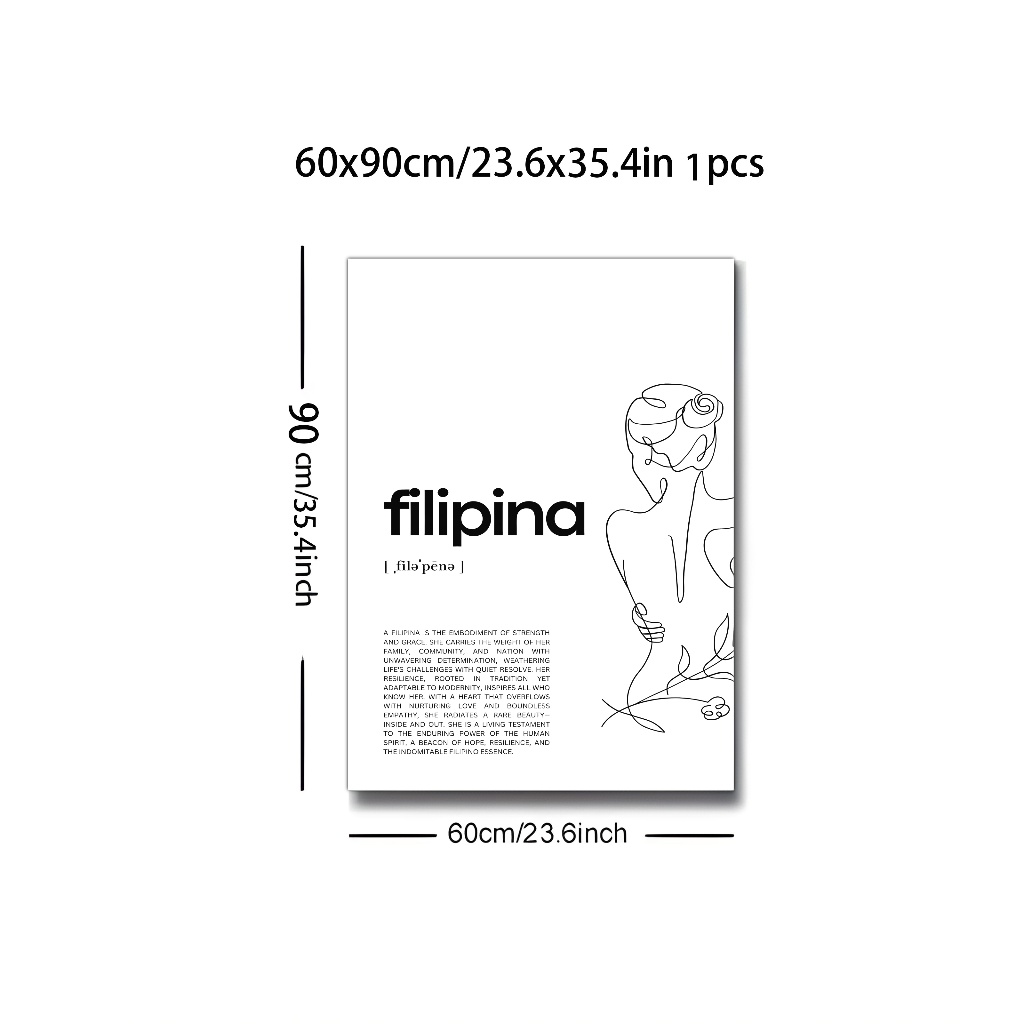 60x90cm/23.6x35.4in 1pcs
90 cm/35.4inch
filipina
[ ˌfiləˈpēnə ]
A FILIPINA IS THE EMBODIMENT OF STRENGTH
AND GRACE. SHE CARRIES THE WEIGHT OF HER
FAMILY, COMMUNITY, AND NATION WITH
UNWAVERING DETERMINATION, WEATHERING
LIFE'S CHALLENGES WITH QUIET RESOLVE. HER
RESILIENCE, ROOTED IN TRADITION YET
ADAPTABLE TO MODERNITY, INSPIRES ALL WHO
KNOW HER. WITH A HEART THAT OVERFLOWS
WITH NURTURING LOVE AND BOUNDLESS
EMPATHY, SHE RADIATES A RARE BEAUTY—
INSIDE AND OUT. SHE IS A LIVING TESTAMENT
TO THE ENDURING POWER OF THE HUMAN
SPIRIT, A BEACON OF HOPE, RESILIENCE, AND
THE INDOMITABLE FILIPINO ESSENCE.
60cm/23.6inch